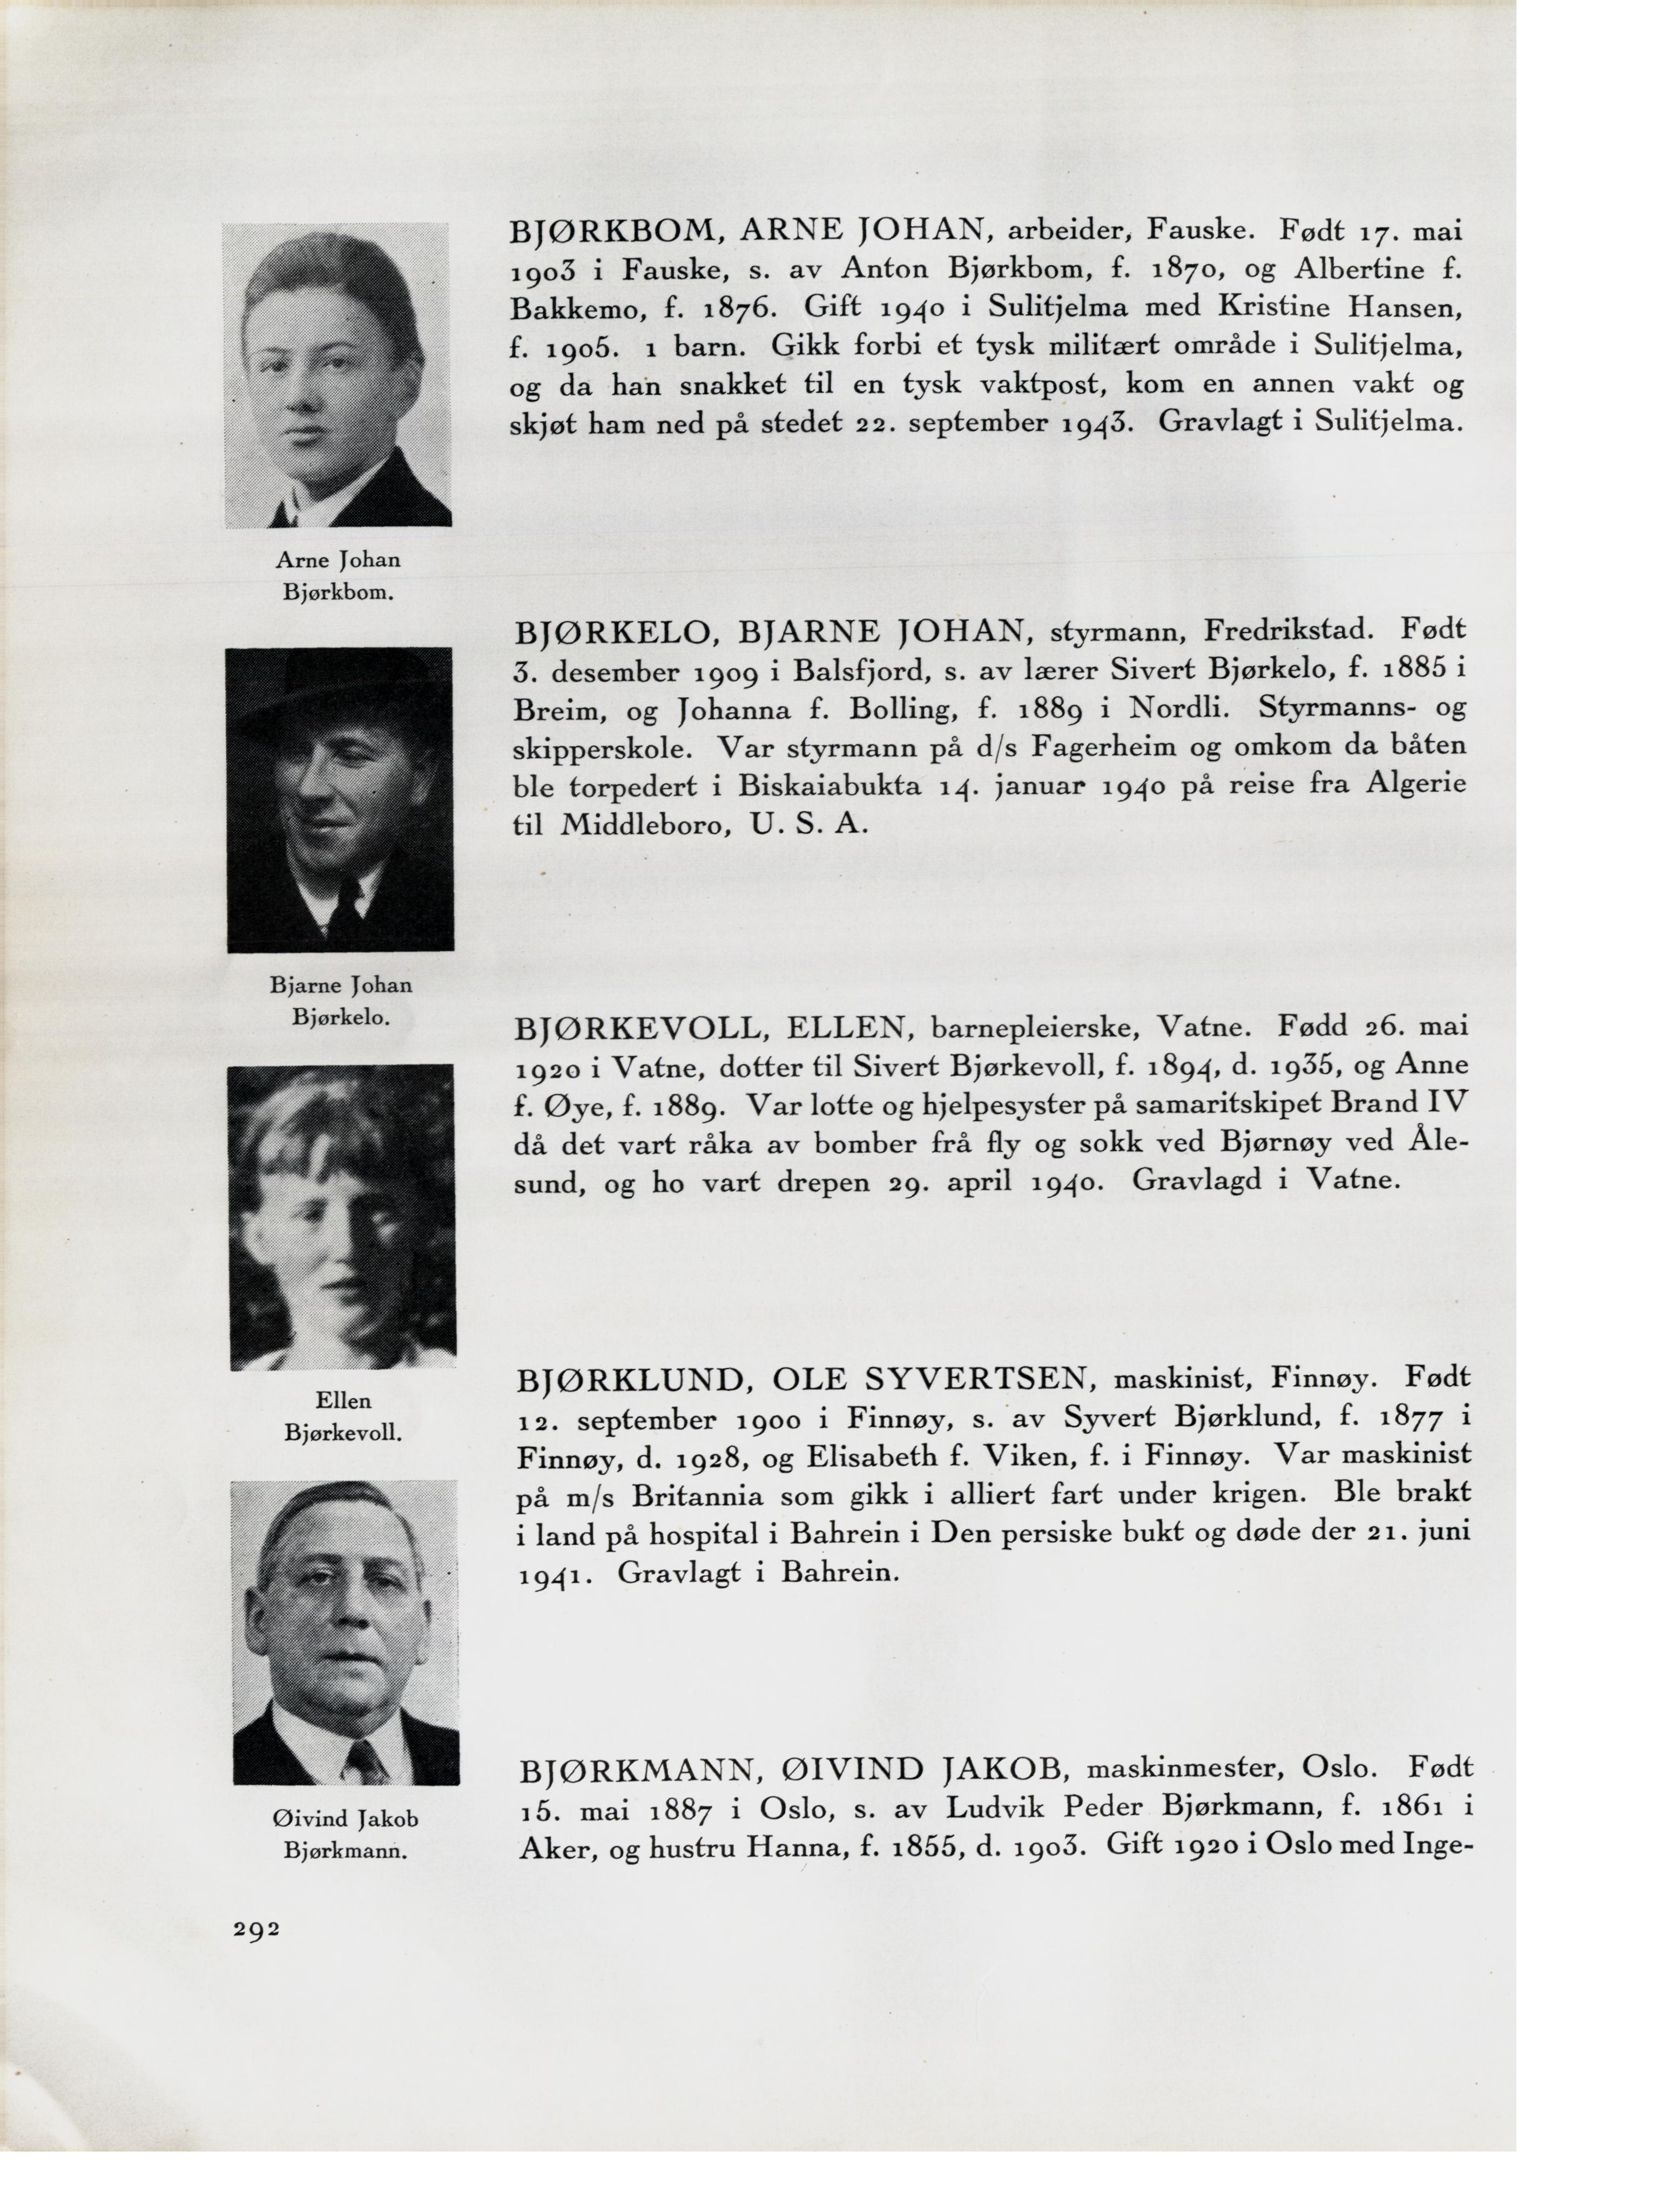 BJØRKBOM, ARNE JOHAN, arbeider, Fauske. Født 17. mai
1903 i Fauske, s. av Anton Bjørkbom, f. 1870, og Albertine f.
Bakkemo, f. 1876. Gift 1940 i Sulitjelma med Kristine Hansen,
f. 1905. 1 barn. Gikk forbi et tysk militært område i Sulitjelma,
og da han snakket til en tysk vaktpost, kom en annen vakt og
skjøt ham ned på stedet 22. september 1943. Gravlagt i Sulitjelma.
Arne Johan
Bjørkbom.
BJØRKELO, BJARNE JOHAN, styrmann, Fredrikstad. Født
3. desember 1909 i Balsfjord, s. av lærer Sivert Bjørkelo, f. 1885 i
Breim, og Johanna f. Bolling, f. 1889 i Nordli. Styrmanns- og
skipperskole. Var styrmann på d/s Fagerheim og omkom da båten
ble torpedert i Biskaiabukta 14. januar 1940 på reise fra Algerie
til Middleboro, U. S. A.
Bjarne Johan
Bjørkelo.
BJØRKEVOLL, ELLEN, barnepleierske, Vatne. Fødd 26. mai
1920 i Vatne, dotter til Sivert Bjørkevoll, f. 1894, d. 1935, og Anne
f. Øye, f. 1889. Var lotte og hjelpesyster på samaritskipet Brand IV
då det vart råka av bomber frå fly og sokk ved Bjørnøy ved Åle-
sund, og ho vart drepen 29. april 1940. Gravlagd i Vatne.
Ellen
Bjørkevoll.
BJØRKLUND, OLE SYVERTSEN, maskinist, Finnøy. Født
12. september 1900 i Finnøy, s. av Syvert Bjørklund, f. 1877 i
Finnøy, d. 1928, og Elisabeth f. Viken, f. i Finnøy. Var maskinist
på m/s Britannia som gikk i alliert fart under krigen. Ble brakt
i land på hospital i Bahrein i Den persiske bukt og døde der 21. juni
1941. Gravlagt i Bahrein.
BJØRKMANN, ØIVIND JAKOB, maskinmester, Oslo. Født
15. mai 1887 i Oslo, s. av Ludvik Peder Bjørkmann, f. 1861 i
Aker, og hustru Hanna, f. 1855, d. 1903. Gift 1920 i Oslo med Inge-
Øivind Jakob
Bjørkmann.
292